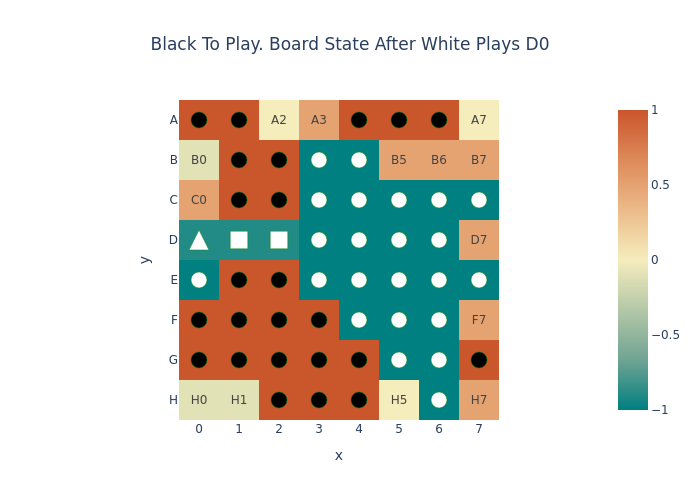 Black To Play. Board State After White Plays D0
A A2 A3 A7
B B0 B5 B6 B7
C C0
D D7
E
F F7
G
H H0 H1 H5 H7
0 1 2 3 4 5 6 7
x
y
1
0.5
0
−0.5
−1